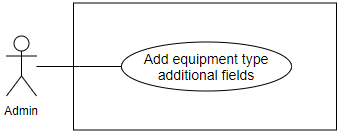 Add equipment type
additional fields
Admin